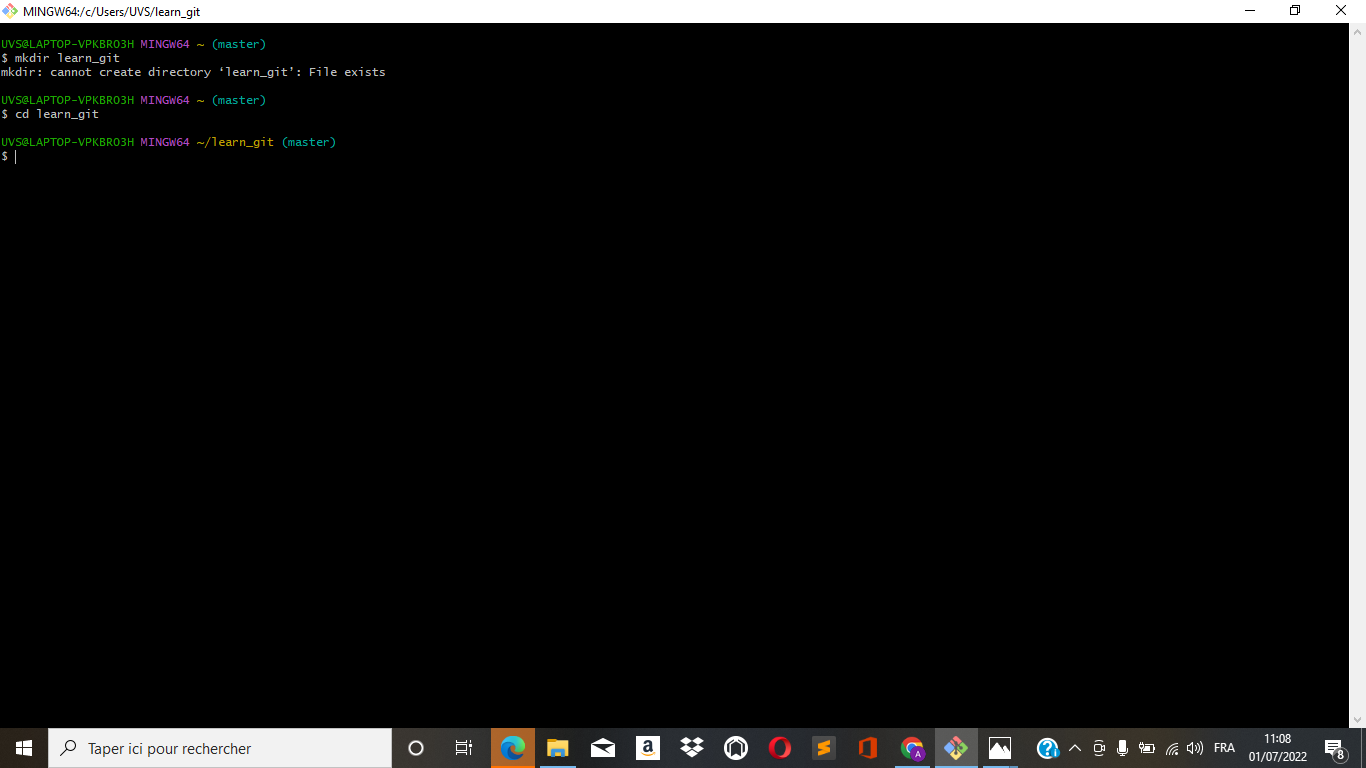 MINGW64:/c/Users/UVS/learn_git
UVS@LAPTOP-VPKBRO3H MINGW64 ~ (master)
$ mkdir learn_git
mkdir: cannot create directory ‘learn_git’: File exists
UVS@LAPTOP-VPKBRO3H MINGW64 ~ (master)
$ cd learn_git
UVS@LAPTOP-VPKBRO3H MINGW64 ~/learn_git (master)
$
Taper ici pour rechercher
FRA
11:08
01/07/2022
8